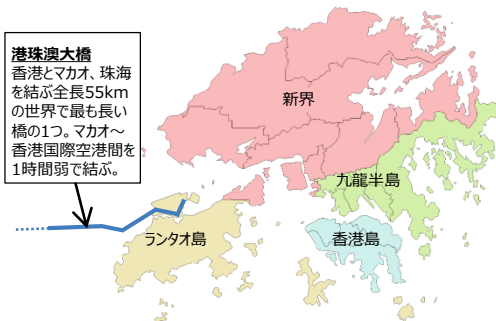 港珠澳大橋
香港とマカオ、珠海
を結ぶ全長55km
の世界で最も長い
橋の1つ。マカオ～
香港国際空港間を
1時間弱で結ぶ。
新界
九龍半島
ランタオ島
香港島